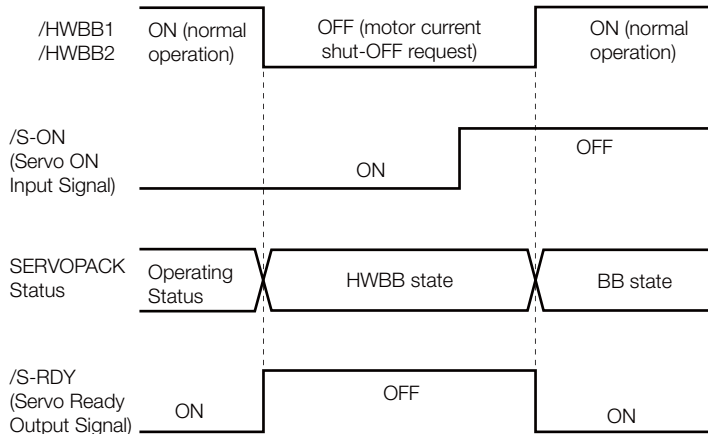 /HWBB1
/HWBB2
ON (normal
operation)
OFF (motor current
shut-OFF request)
ON (normal
operation)
/S-ON
(Servo ON
Input Signal)
ON
OFF
SERVOPACK
Status
Operating
Status
HWBB state
BB state
/S-RDY
(Servo Ready
Output Signal)
ON
OFF
ON